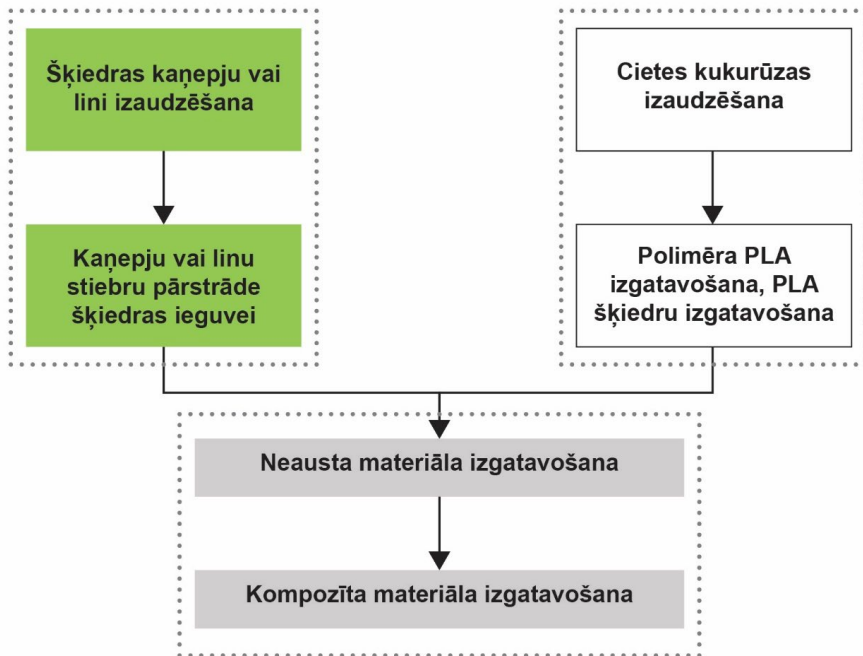 Šķiedras kaņepju vai
lini izaudzēšana
Kaņepju vai linu
stiebru pārstrāde
šķiedras ieguvei
Cietes kukurūzas
izaudzēšana
Polimēra PLA
izgatavošana, PLA
šķiedru izgatavošana
Neausta materiāla izgatavošana
Kompozīta materiāla izgatavošana